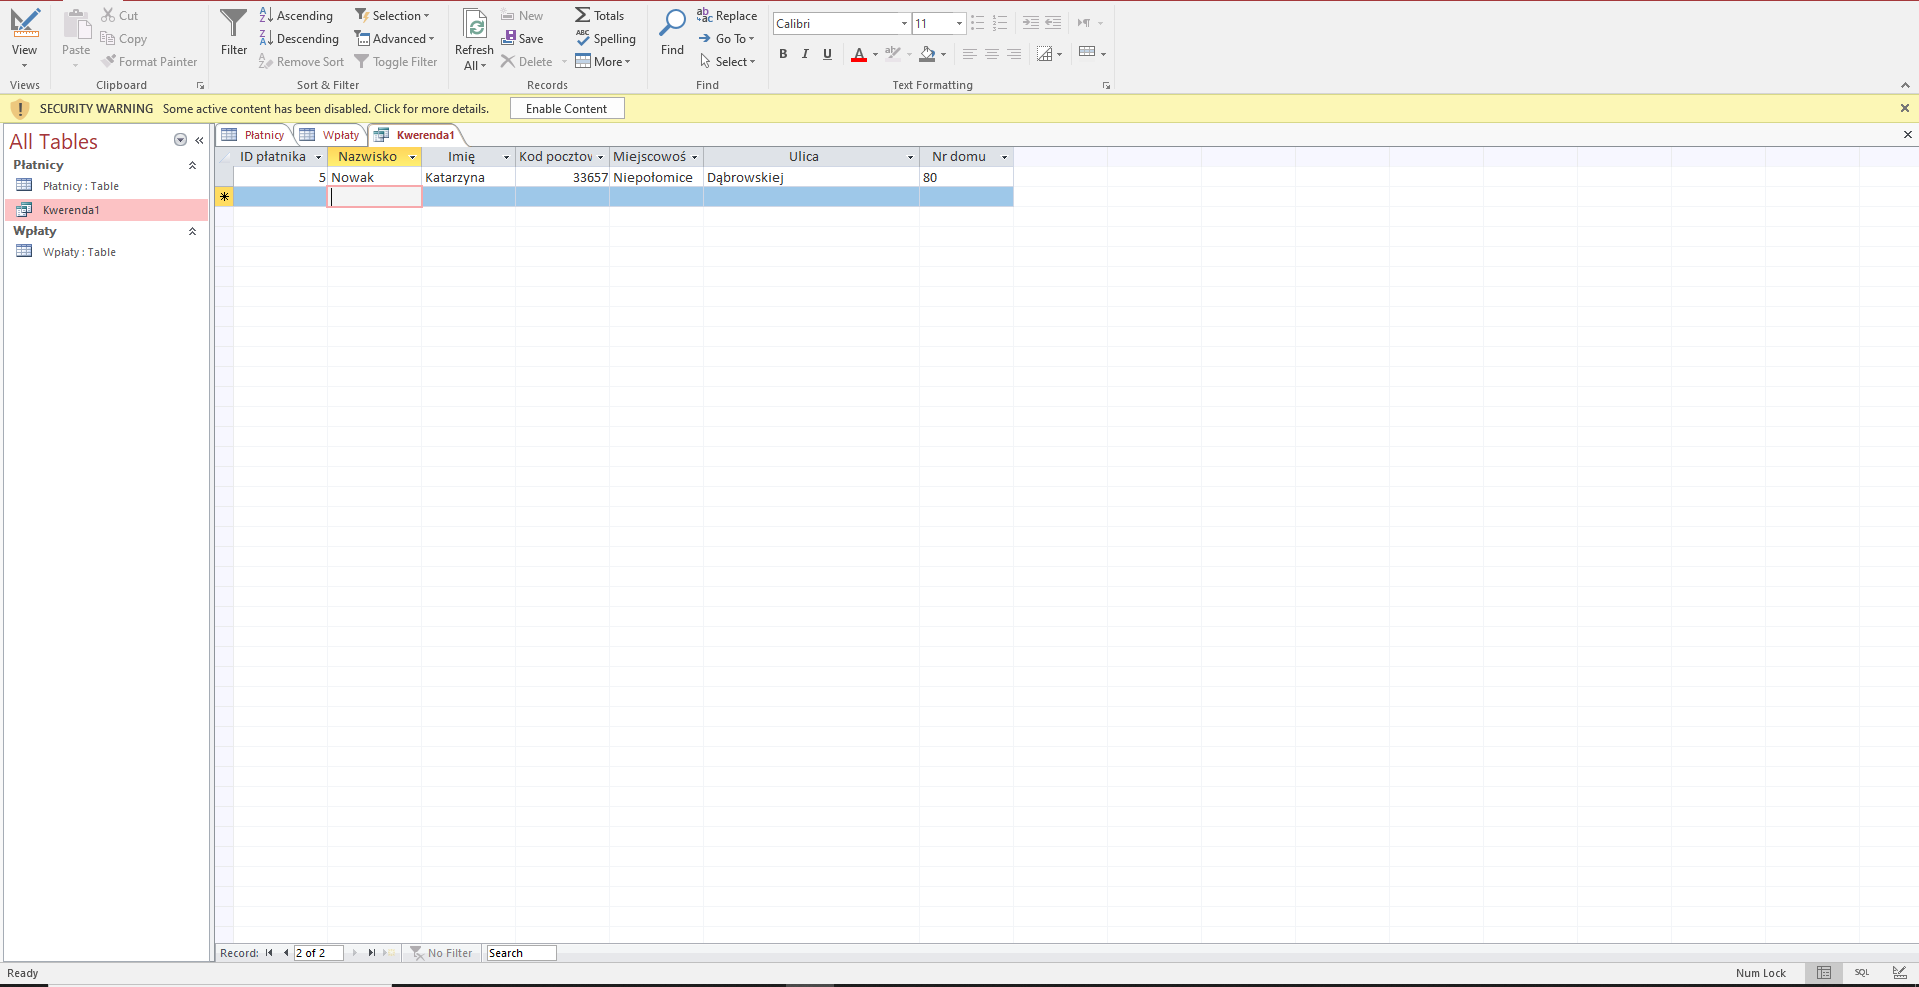 View
Views
Paste
Cut
Copy
Format Painter
Clipboard
Filter
Ascending
Descending
Remove Sort
Selection
Advanced
Toggle Filter
Sort & Filter
Refresh
All
New
Save
Delete
Totals
Spelling
More
Records
Find
Replace
Go To
Select
Find
Calibri
11
B I U A
Text Formatting
SECURITY WARNING Some active content has been disabled. Click for more details. Enable Content
All Tables
Płatnicy
Płatnicy : Table
Kwerenda1
Wpłaty
Wpłaty : Table
Płatnicy Wpłaty Kwerenda1
ID płatnika Nazwisko Imię Kod pocztow Miejscowoś Ulica Nr domu
5 Nowak Katarzyna 33657 Niepołomice Dąbrowskiej 80
Record: 2 of 2 No Filter Search
Ready Num Lock SQL